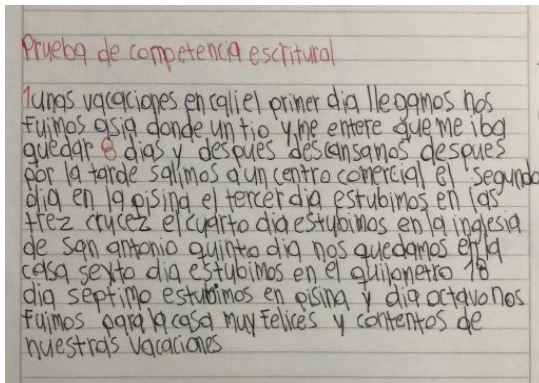 Prueba de competencia escritural
1 unas vacaciones en cali el primer dia llegamos nos
fuimos asia donde un tio y me entere que me iba
quedar 8 dias y despues descansamos despues
por la tarde salimos a un centro comercial el segundo
dia en la pisina el tercer dia estubimos en las
trez crucez el cuarto dia estubimos en la inglesia
de san antonio quinto dia nos quedamos en la
casa sexto dia estubimos en el quilometro 18
dia septimo estubimos en pisina y dia octavo nos
fuimos para la casa muy felices y contentos de
nuestras vacaciones